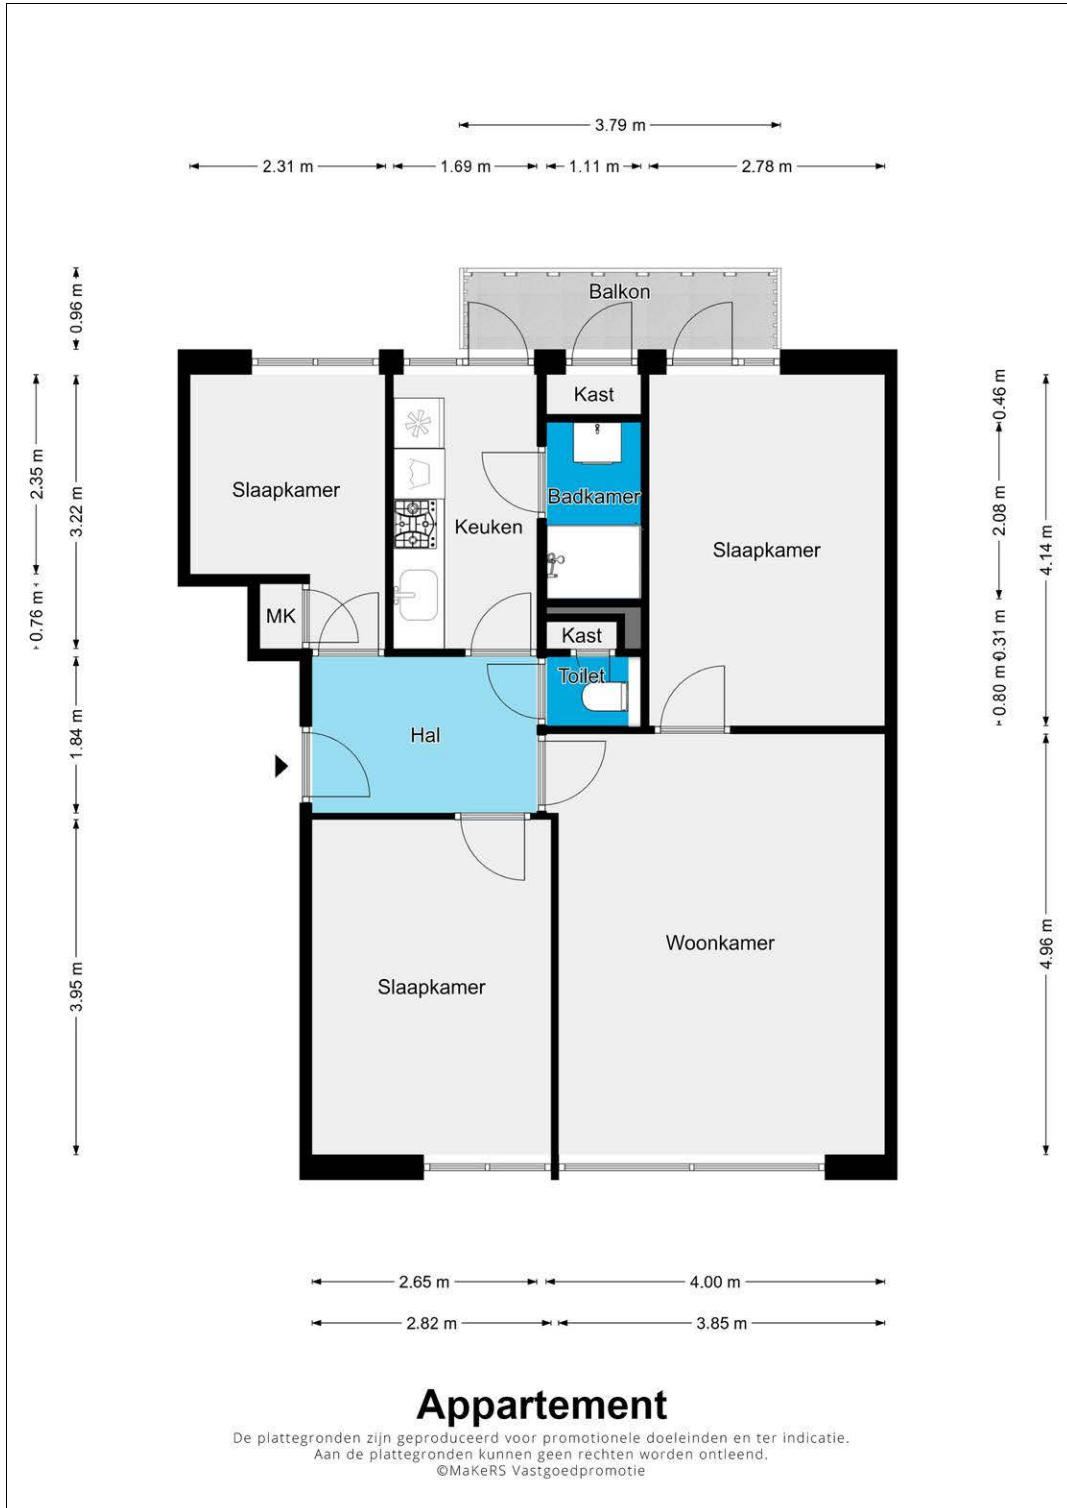 3.79 m
2.31 m
1.69 m
1.11 m
2.78 m
0.96 m
Balkon
2.35 m
3.22 m
0.76 m
1.84 m
3.95 m
0.46 m
2.08 m
4.14 m
0.31 m
0.80 m
4.96 m
Kast
Slaapkamer
Badkamer
Keuken
Slaapkamer
MK
Kast
Toilet
Hal
Woonkamer
Slaapkamer
2.65 m
4.00 m
2.82 m
3.85 m
Appartement
De plattegronden zijn geproduceerd voor promotionele doeleinden en ter indicatie.
Aan de plattegronden kunnen geen rechten worden ontleend.
©MaKeRS Vastgoedpromotie